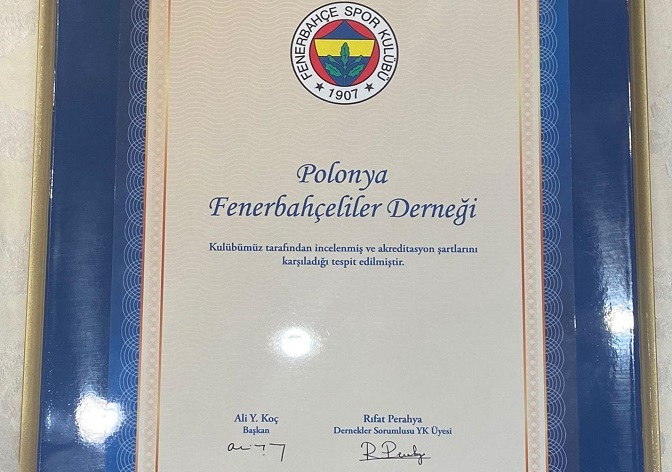 FENERBAHÇE SPOR KULÜBÜ
★ 1907 ★
Polonya
Fenerbahçeliler Derneği
Kulübümüz tarafından incelenmiş ve akreditasyon şartlarını
karşıladığı tespit edilmiştir.
Ali Y. Koç
Başkan
Rıfat Perahya
Dernekler Sorumlusu YK Üyesi